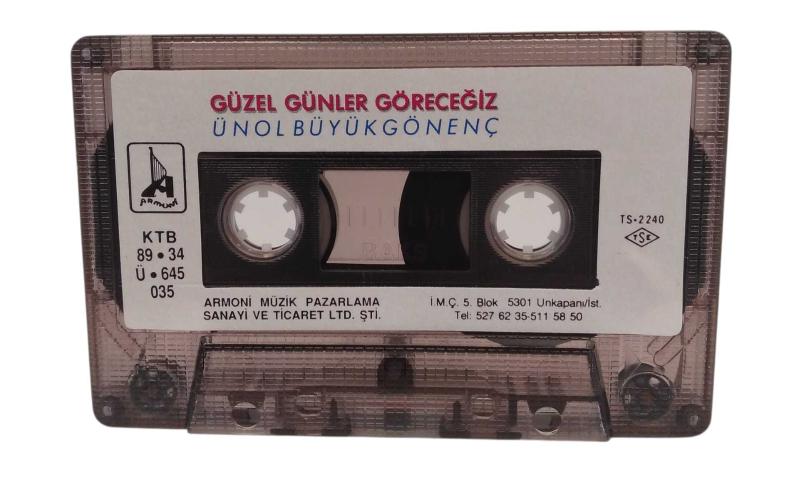 GÜZEL GÜNLER GÖRECEĞİZ
ÜNOL BÜYÜKGÖNENÇ
ARMONİ
KTB
89 • 34
Ü • 645
035
RAKS
TS•2240
TSE
ARMONİ MÜZİK PAZARLAMA
SANAYİ VE TİCARET LTD. ŞTİ.
İ.M.Ç. 5. Blok 5301 Unkapanı/İst.
Tel: 527 62 35-511 58 50